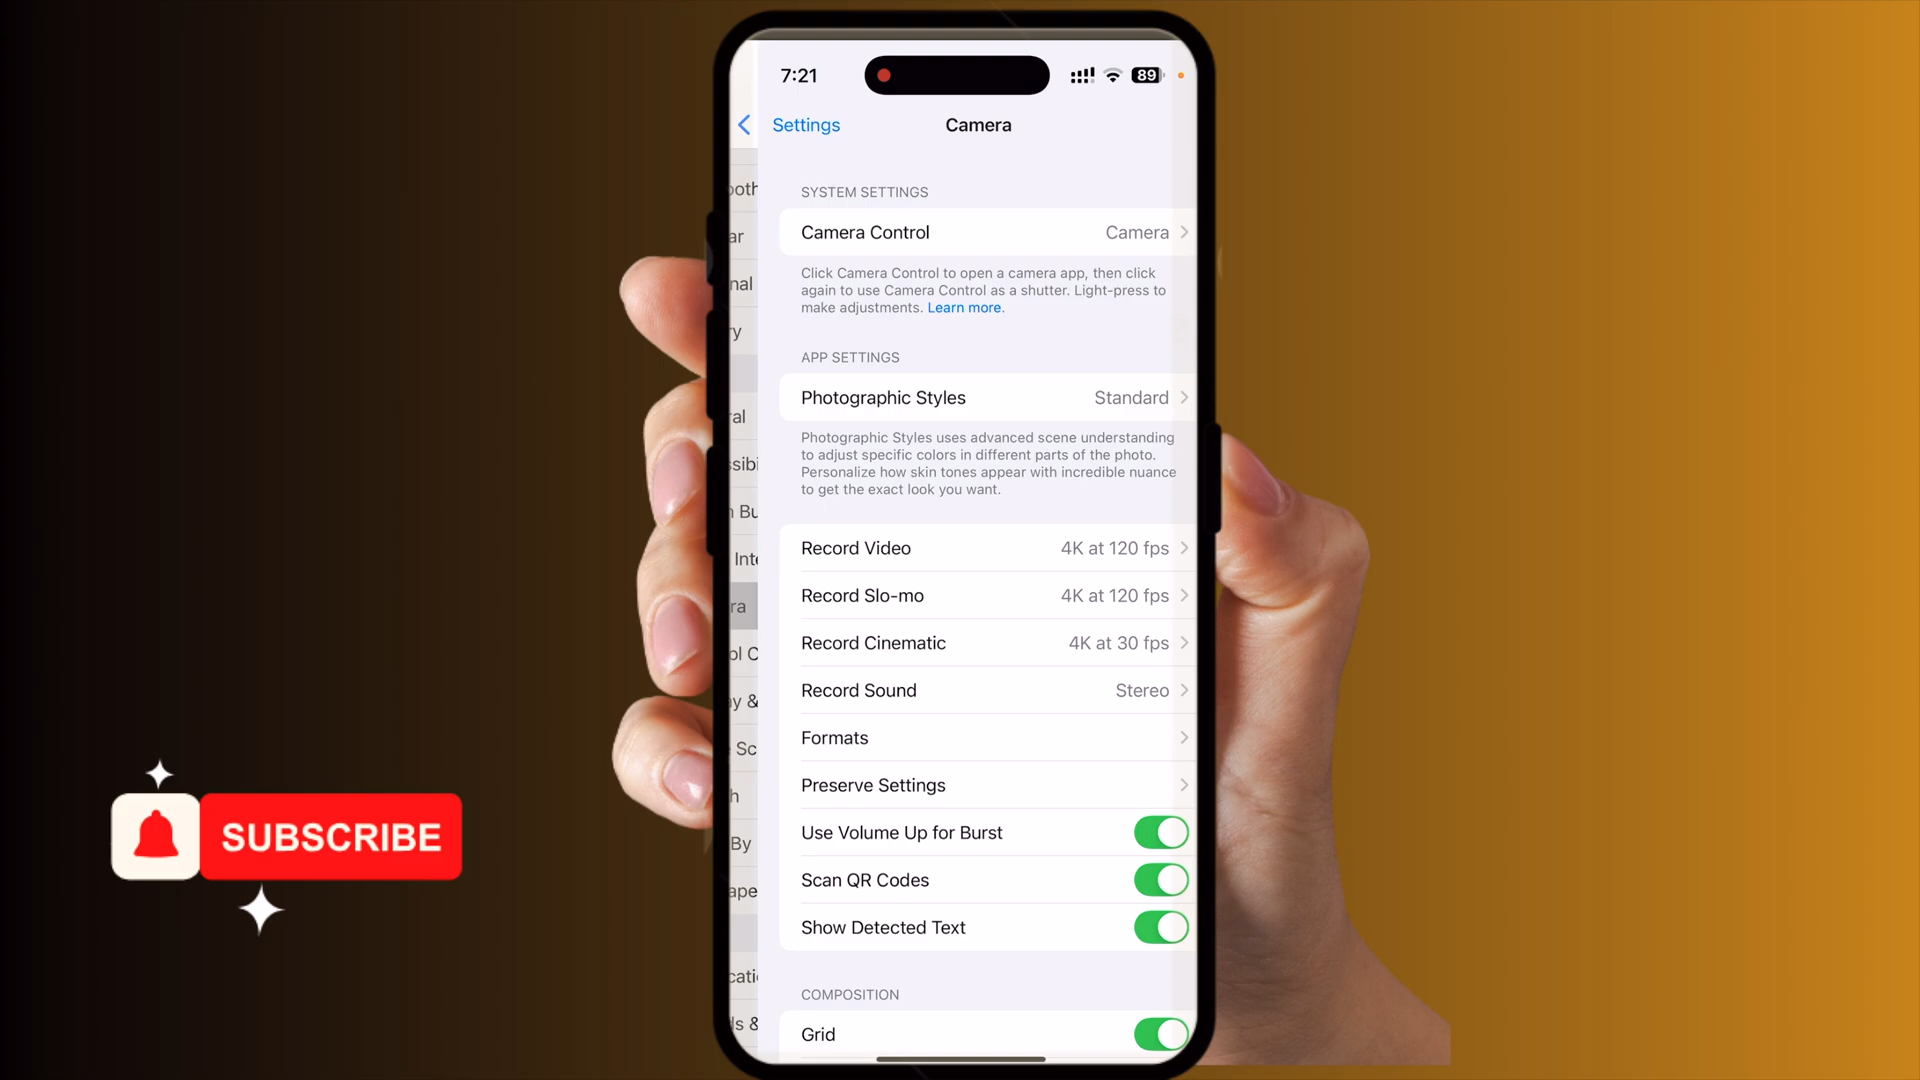 7:21
89
Settings
Camera
SYSTEM SETTINGS
Camera Control Camera
Click Camera Control to open a camera app, then click
again to use Camera Control as a shutter. Light-press to
make adjustments. Learn more.
APP SETTINGS
Photographic Styles Standard
Photographic Styles uses advanced scene understanding
to adjust specific colors in different parts of the photo.
Personalize how skin tones appear with incredible nuance
to get the exact look you want.
Record Video 4K at 120 fps
Record Slo-mo 4K at 120 fps
Record Cinematic 4K at 30 fps
Record Sound Stereo
Formats
Preserve Settings
Use Volume Up for Burst
Scan QR Codes
Show Detected Text
COMPOSITION
Grid
SUBSCRIBE